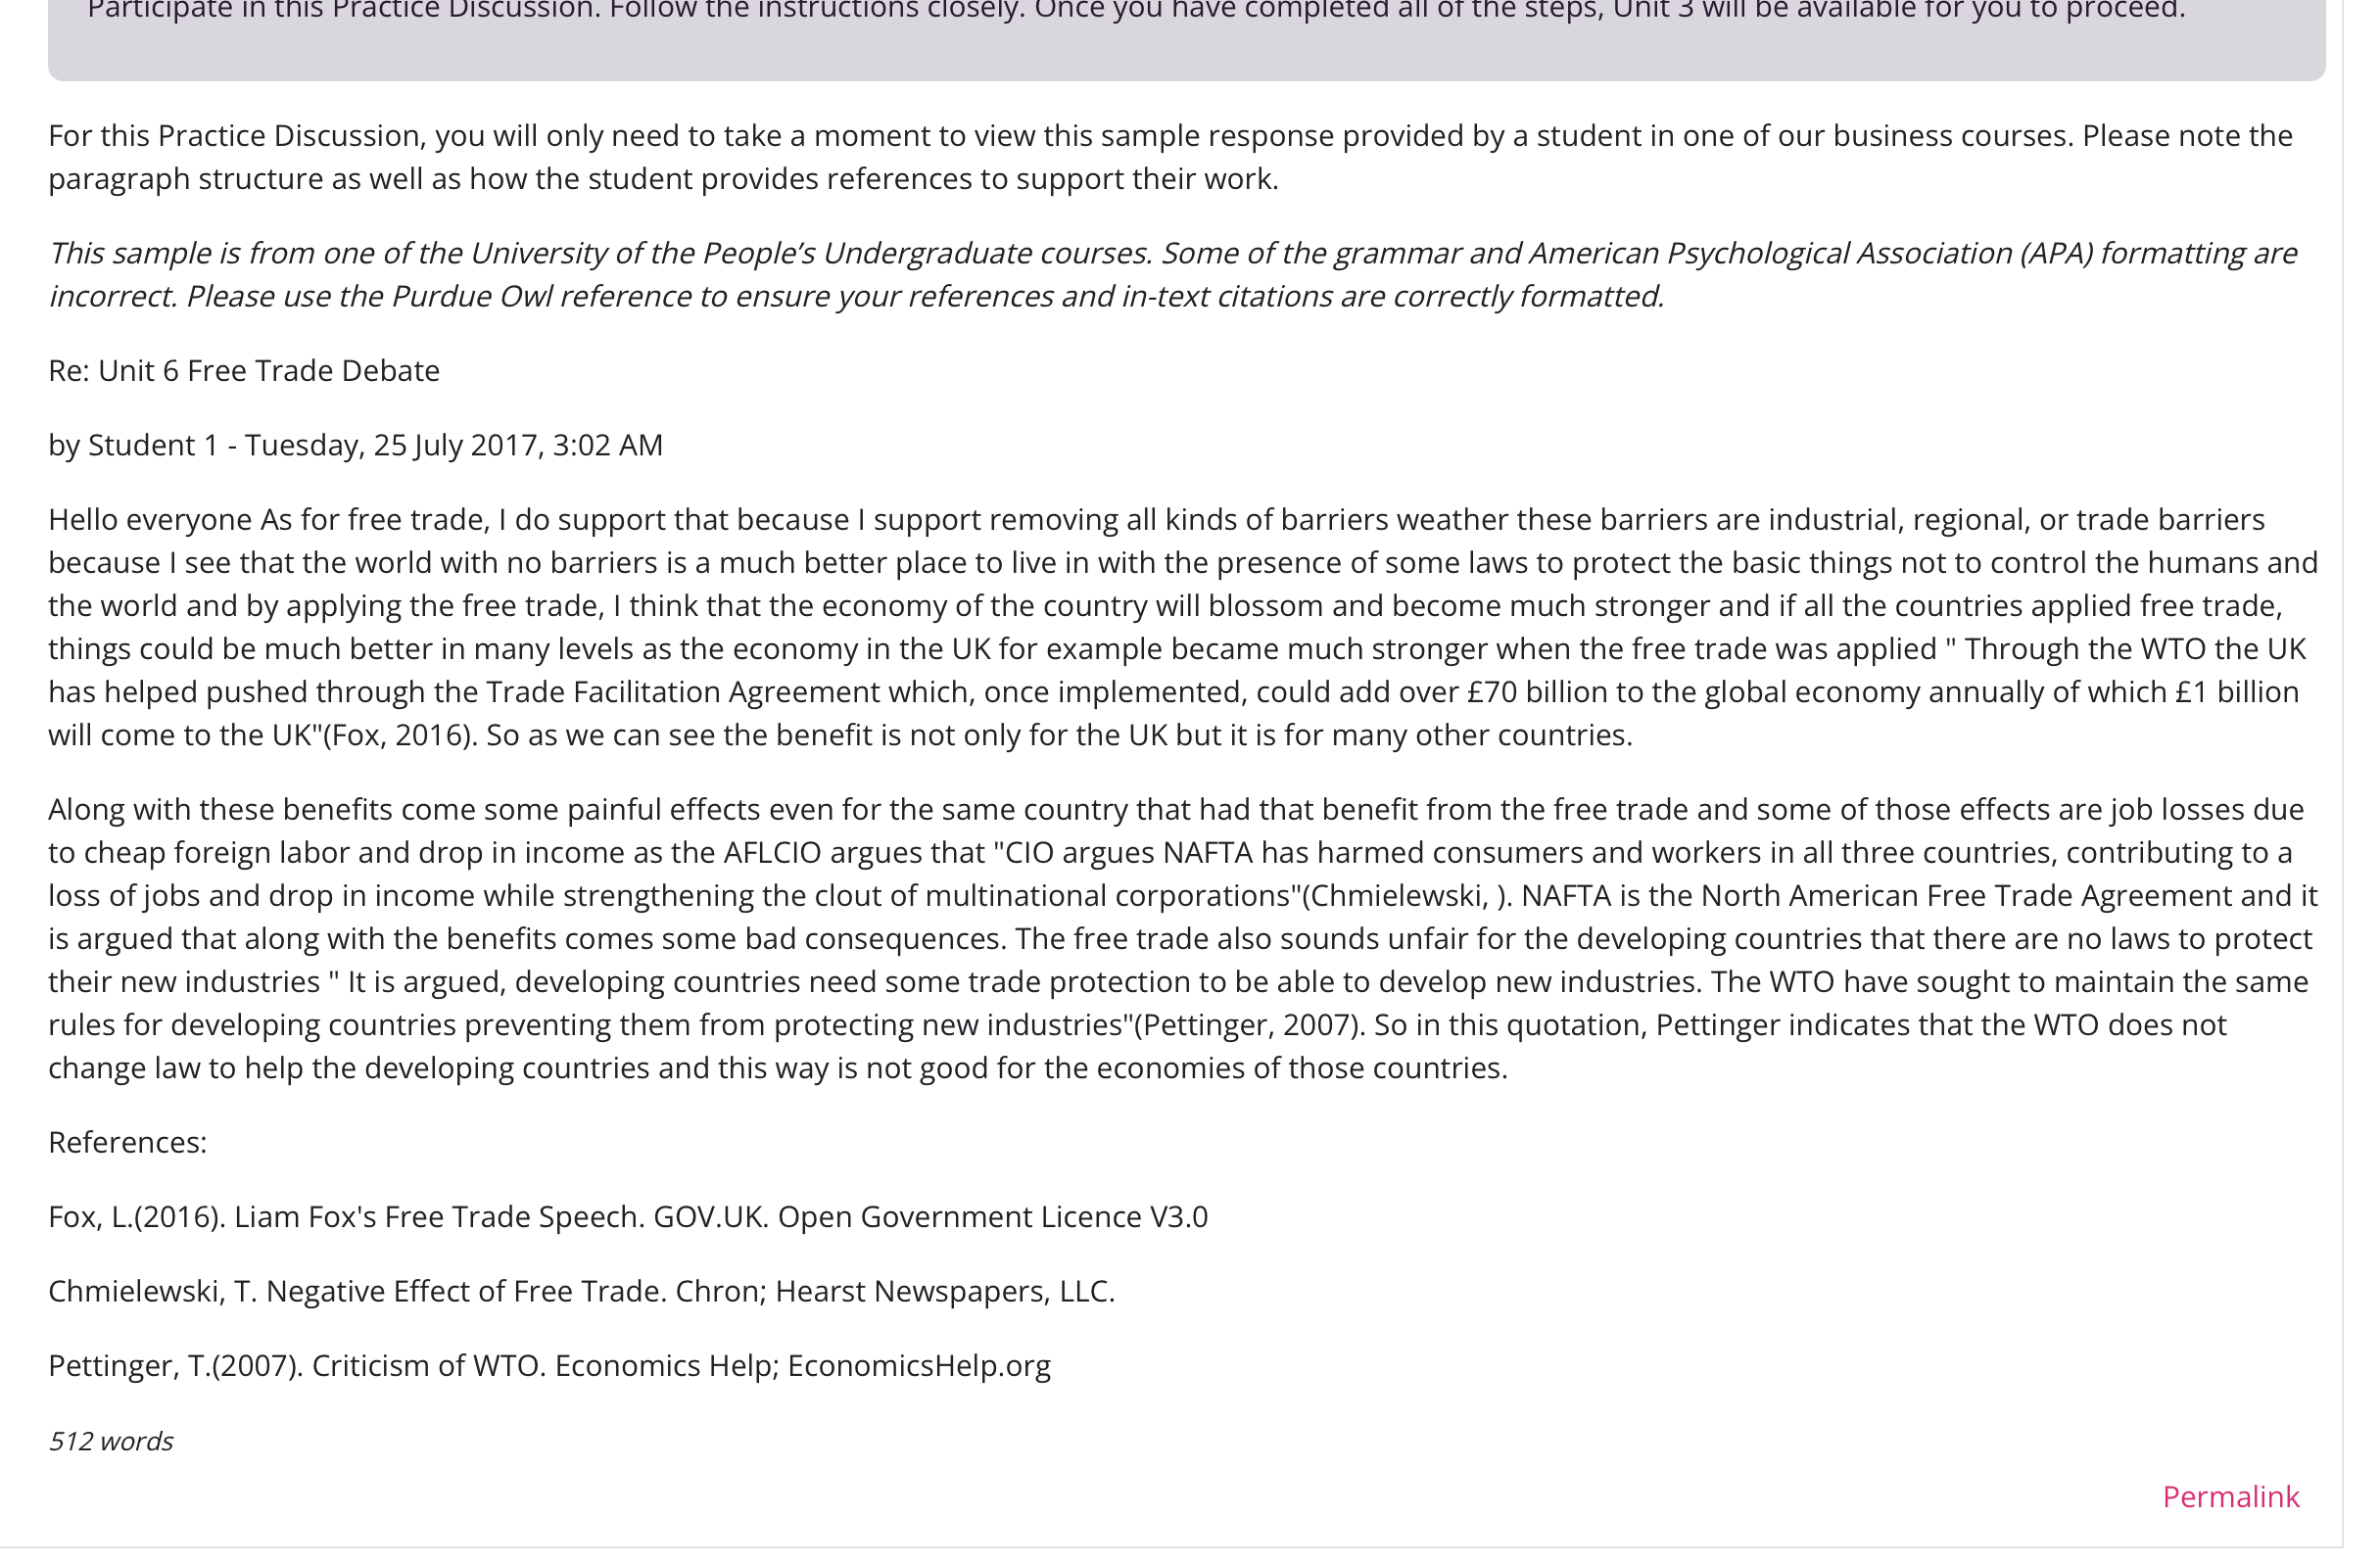 Participate in this Practice Discussion. Follow the instructions closely. Once you have completed all of the steps, Unit 3 will be available for you to proceed.
For this Practice Discussion, you will only need to take a moment to view this sample response provided by a student in one of our business courses. Please note the
paragraph structure as well as how the student provides references to support their work.
This sample is from one of the University of the People’s Undergraduate courses. Some of the grammar and American Psychological Association (APA) formatting are
incorrect. Please use the Purdue Owl reference to ensure your references and in-text citations are correctly formatted.
Re: Unit 6 Free Trade Debate
by Student 1 - Tuesday, 25 July 2017, 3:02 AM
Hello everyone As for free trade, I do support that because I support removing all kinds of barriers weather these barriers are industrial, regional, or trade barriers
because I see that the world with no barriers is a much better place to live in with the presence of some laws to protect the basic things not to control the humans and
the world and by applying the free trade, I think that the economy of the country will blossom and become much stronger and if all the countries applied free trade,
things could be much better in many levels as the economy in the UK for example became much stronger when the free trade was applied " Through the WTO the UK
has helped pushed through the Trade Facilitation Agreement which, once implemented, could add over £70 billion to the global economy annually of which £1 billion
will come to the UK"(Fox, 2016). So as we can see the benefit is not only for the UK but it is for many other countries.
Along with these benefits come some painful effects even for the same country that had that benefit from the free trade and some of those effects are job losses due
to cheap foreign labor and drop in income as the AFLCIO argues that "CIO argues NAFTA has harmed consumers and workers in all three countries, contributing to a
loss of jobs and drop in income while strengthening the clout of multinational corporations"(Chmielewski, ). NAFTA is the North American Free Trade Agreement and it
is argued that along with the benefits comes some bad consequences. The free trade also sounds unfair for the developing countries that there are no laws to protect
their new industries " It is argued, developing countries need some trade protection to be able to develop new industries. The WTO have sought to maintain the same
rules for developing countries preventing them from protecting new industries"(Pettinger, 2007). So in this quotation, Pettinger indicates that the WTO does not
change law to help the developing countries and this way is not good for the economies of those countries.
References:
Fox, L.(2016). Liam Fox's Free Trade Speech. GOV.UK. Open Government Licence V3.0
Chmielewski, T. Negative Effect of Free Trade. Chron; Hearst Newspapers, LLC.
Pettinger, T.(2007). Criticism of WTO. Economics Help; EconomicsHelp.org
512 words
Permalink